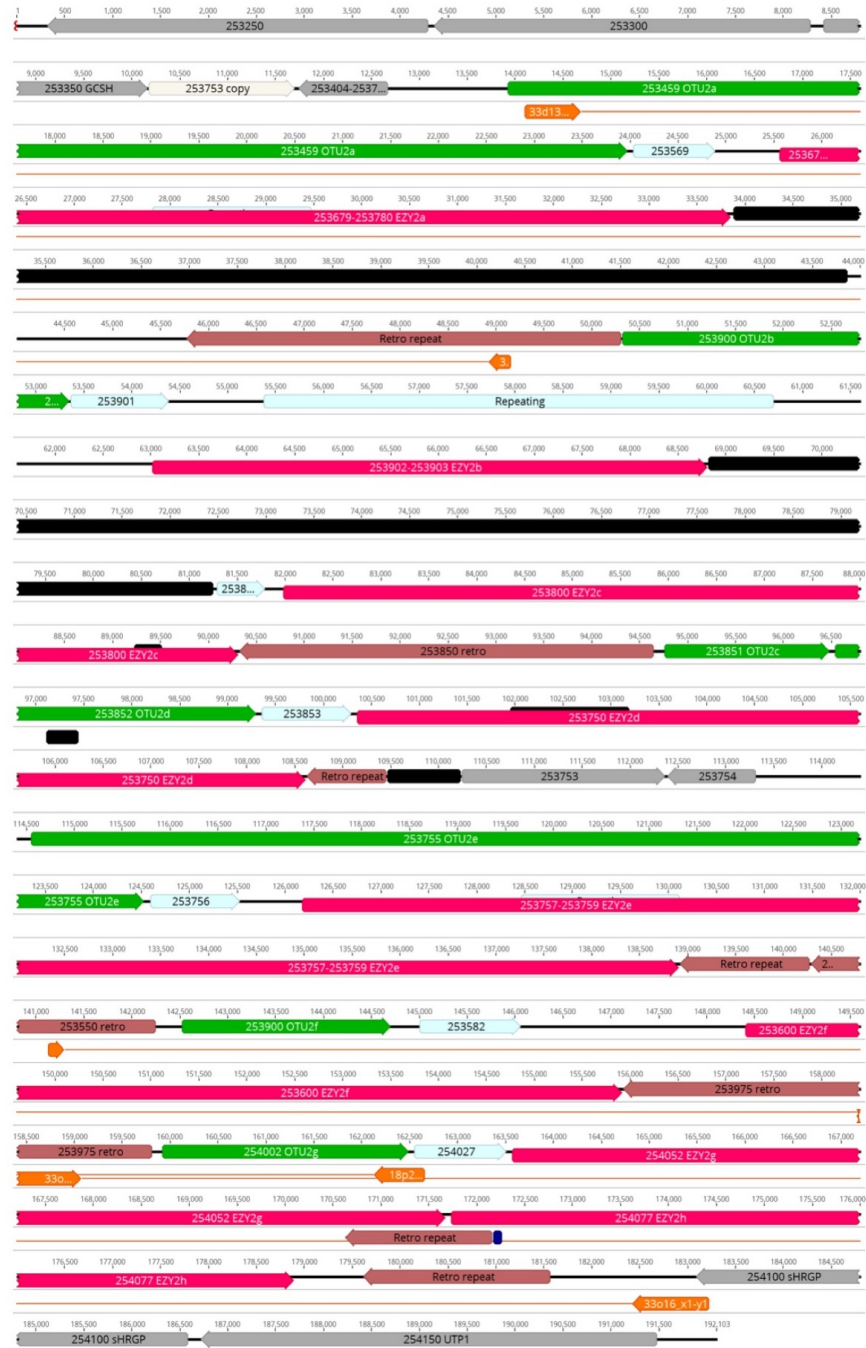 1 500 1,000 1,500 2,000 2,500 3,000 3,500 4,000 4,500 5,000 5,500 6,000 6,500 7,000 7,500 8,000 8,500
253250 253300
9,000 9,500 10,000 10,500 11,000 11,500 12,000 12,500 13,000 13,500 14,000 14,500 15,000 15,500 16,000 16,500 17,000 17,500
253350 GCSH 253753 copy 253404-2537... 253459 OTU2a
33d13...
18,000 18,500 19,000 19,500 20,000 20,500 21,000 21,500 22,000 22,500 23,000 23,500 24,000 24,500 25,000 25,500 26,000
253459 OTU2a 253569 25367...
26,500 27,000 27,500 28,000 28,500 29,000 29,500 30,000 30,500 31,000 31,500 32,000 32,500 33,000 33,500 34,000 34,500 35,000
253679-253780 EZY2a
35,500 36,000 36,500 37,000 37,500 38,000 38,500 39,000 39,500 40,000 40,500 41,000 41,500 42,000 42,500 43,000 43,500 44,000
44,500 45,000 45,500 46,000 46,500 47,000 47,500 48,000 48,500 49,000 49,500 50,000 50,500 51,000 51,500 52,000 52,500
Retro repeat 253900 OTU2b
3.
53,000 53,500 54,000 54,500 55,000 55,500 56,000 56,500 57,000 57,500 58,000 58,500 59,000 59,500 60,000 60,500 61,000 61,500
2... 253901 Repeating
62,000 62,500 63,000 63,500 64,000 64,500 65,000 65,500 66,000 66,500 67,000 67,500 68,000 68,500 69,000 69,500 70,000
253902-253903 EZY2b
70,500 71,000 71,500 72,000 72,500 73,000 73,500 74,000 74,500 75,000 75,500 76,000 76,500 77,000 77,500 78,000 78,500 79,000
79,500 80,000 80,500 81,000 81,500 82,000 82,500 83,000 83,500 84,000 84,500 85,000 85,500 86,000 86,500 87,000 87,500 88,000
2538... 253800 EZY2c
88,500 89,000 89,500 90,000 90,500 91,000 91,500 92,000 92,500 93,000 93,500 94,000 94,500 95,000 95,500 96,000 96,500
253800 EZY2c 253850 retro 253851 OTU2c
97,000 97,500 98,000 98,500 99,000 99,500 100,000 100,500 101,000 101,500 102,000 102,500 103,000 103,500 104,000 104,500 105,000 105,500
253852 OTU2d 253853 253750 EZY2d
106,000 106,500 107,000 107,500 108,000 108,500 109,000 109,500 110,000 110,500 111,000 111,500 112,000 112,500 113,000 113,500 114,000
253750 EZY2d Retro repeat 253753 253754
114,500 115,000 115,500 116,000 116,500 117,000 117,500 118,000 118,500 119,000 119,500 120,000 120,500 121,000 121,500 122,000 122,500 123,000
253755 OTU2e
123,500 124,000 124,500 125,000 125,500 126,000 126,500 127,000 127,500 128,000 128,500 129,000 129,500 130,000 130,500 131,000 131,500 132,000
253755 OTU2e 253756 253757-253759 EZY2e
132,500 133,000 133,500 134,000 134,500 135,000 135,500 136,000 136,500 137,000 137,500 138,000 138,500 139,000 139,500 140,000 140,500
253757-253759 EZY2e Retro repeat 2..
141,000 141,500 142,000 142,500 143,000 143,500 144,000 144,500 145,000 145,500 146,000 146,500 147,000 147,500 148,000 148,500 149,000 149,500
253550 retro 253900 OTU2f 253582 253600 EZY2f
150,000 150,500 151,000 151,500 152,000 152,500 153,000 153,500 154,000 154,500 155,000 155,500 156,000 156,500 157,000 157,500 158,000
253600 EZY2f 253975 retro
158,500 159,000 159,500 160,000 160,500 161,000 161,500 162,000 162,500 163,000 163,500 164,000 164,500 165,000 165,500 166,000 166,500 167,000
253975 retro 254002 OTU2g 254027 254052 EZY2g
33o... 18p2...
167,500 168,000 168,500 169,000 169,500 170,000 170,500 171,000 171,500 172,000 172,500 173,000 173,500 174,000 174,500 175,000 175,500 176,000
254052 EZY2g 254077 EZY2h
Retro repeat
176,500 177,000 177,500 178,000 178,500 179,000 179,500 180,000 180,500 181,000 181,500 182,000 182,500 183,000 183,500 184,000 184,500
254077 EZY2h Retro repeat 254100 sHRGP
33o16_x1-y1
185,000 185,500 186,000 186,500 187,000 187,500 188,000 188,500 189,000 189,500 190,000 190,500 191,000 191,500 192,103
254100 sHRGP 254150 UTP1